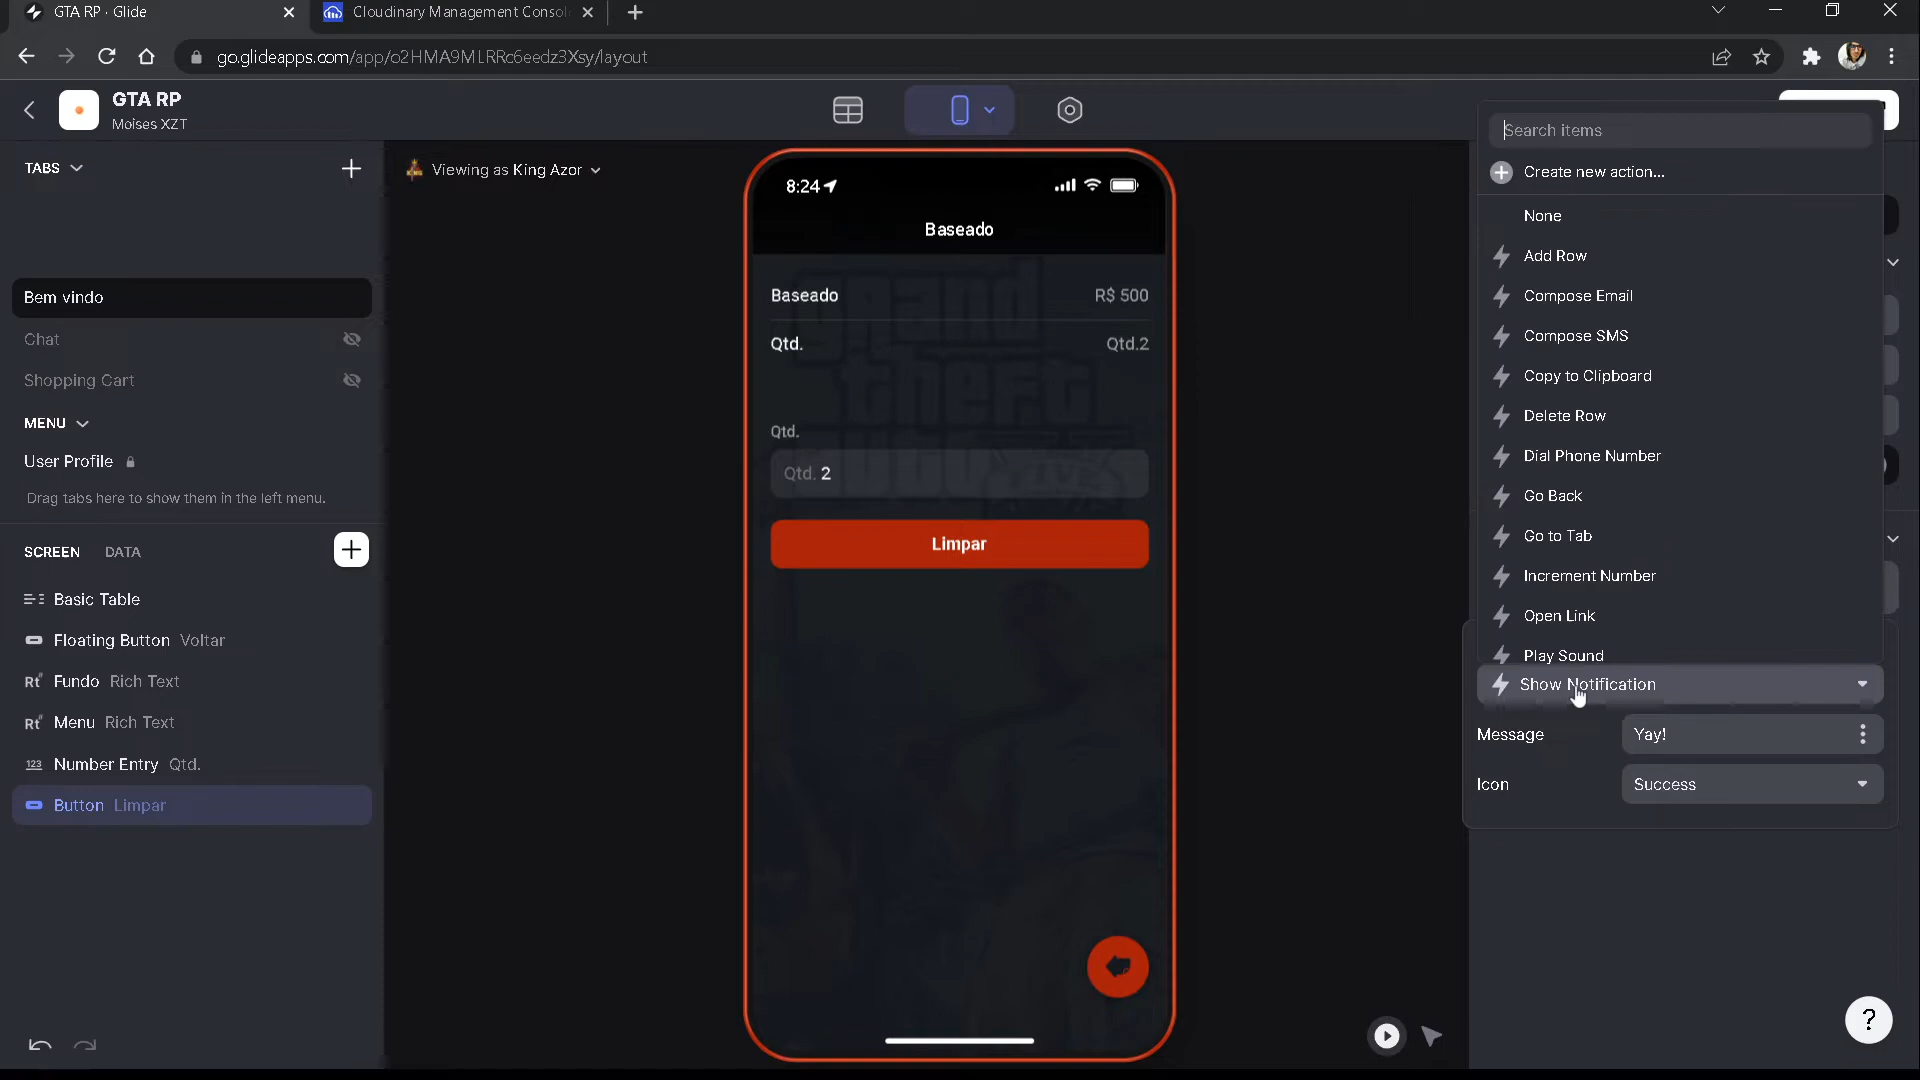 GTA RP · Glide
Cloudinary Management Consol
go.glideapps.com/app/o2HMA9MLRRc6eedz3Xsy/layout
GTA RP
Moises XZT
TABS
Bem vindo
Chat
Shopping Cart
MENU
User Profile
Drag tabs here to show them in the left menu.
SCREEN DATA
Basic Table
Floating Button Voltar
Rt Fundo Rich Text
Rt Menu Rich Text
123 Number Entry Qtd.
Button Limpar
Viewing as King Azor
8:24
Baseado
grand
theft
Baseado R$ 500
Qtd. Qtd.2
Qtd.
Qtd. 2
Limpar
Search items
Create new action...
None
Add Row
Compose Email
Compose SMS
Copy to Clipboard
Delete Row
Dial Phone Number
Go Back
Go to Tab
Increment Number
Open Link
Play Sound
Show Notification
Message Yay!
Icon Success
?